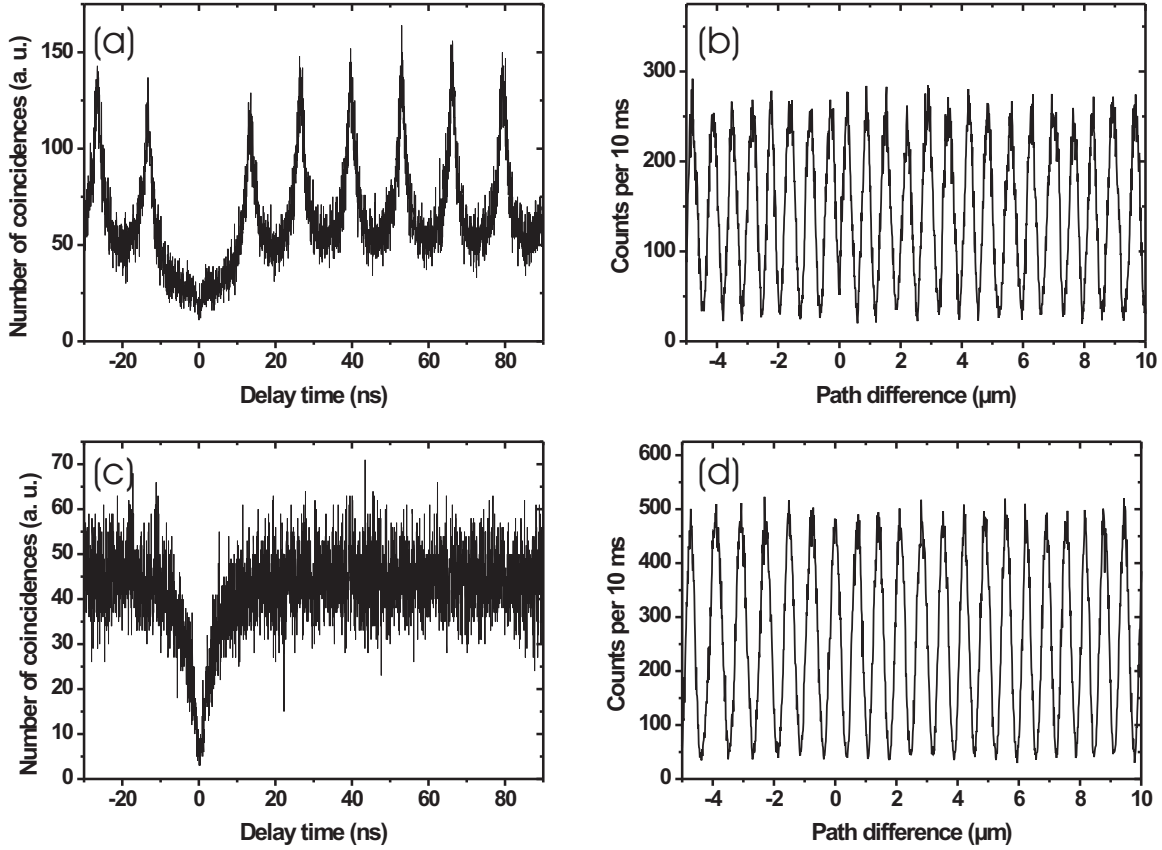 (a)
Number of coincidences (a. u.)
150
100
50
0
-20 0 20 40 60 80
Delay time (ns)
(b)
Counts per 10 ms
300
200
100
0
-4 -2 0 2 4 6 8 10
Path difference (µm)
(c)
Number of coincidences (a. u.)
70
60
50
40
30
20
10
0
-20 0 20 40 60 80
Delay time (ns)
(d)
Counts per 10 ms
600
500
400
300
200
100
0
-4 -2 0 2 4 6 8 10
Path difference (µm)